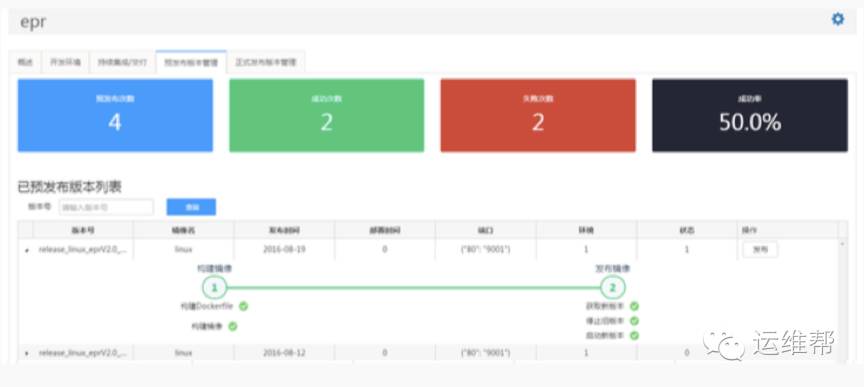 epr
概述 开发环境 持续集成/交付 预发布版本管理 正式发布版本管理
预发布次数 成功次数 失败次数 成功率
4 2 2 50.0%
已预发布版本列表
版本号 请输入版本号 查询
版本号 镜像名 发布时间 部署时间 端口 环境 状态 操作
release_linux_eprV2.0_... linux 2016-08-19 0 {"80": "9001"} 1 1 发布
构建镜像 发布镜像
1 2
构建Dockerfile 获取新版本
停止旧版本
构建镜像
启动新版本
release_linux_eprV2.0_... linux 2016-08-12 0 {"80": "9001"} 1 0
运维帮